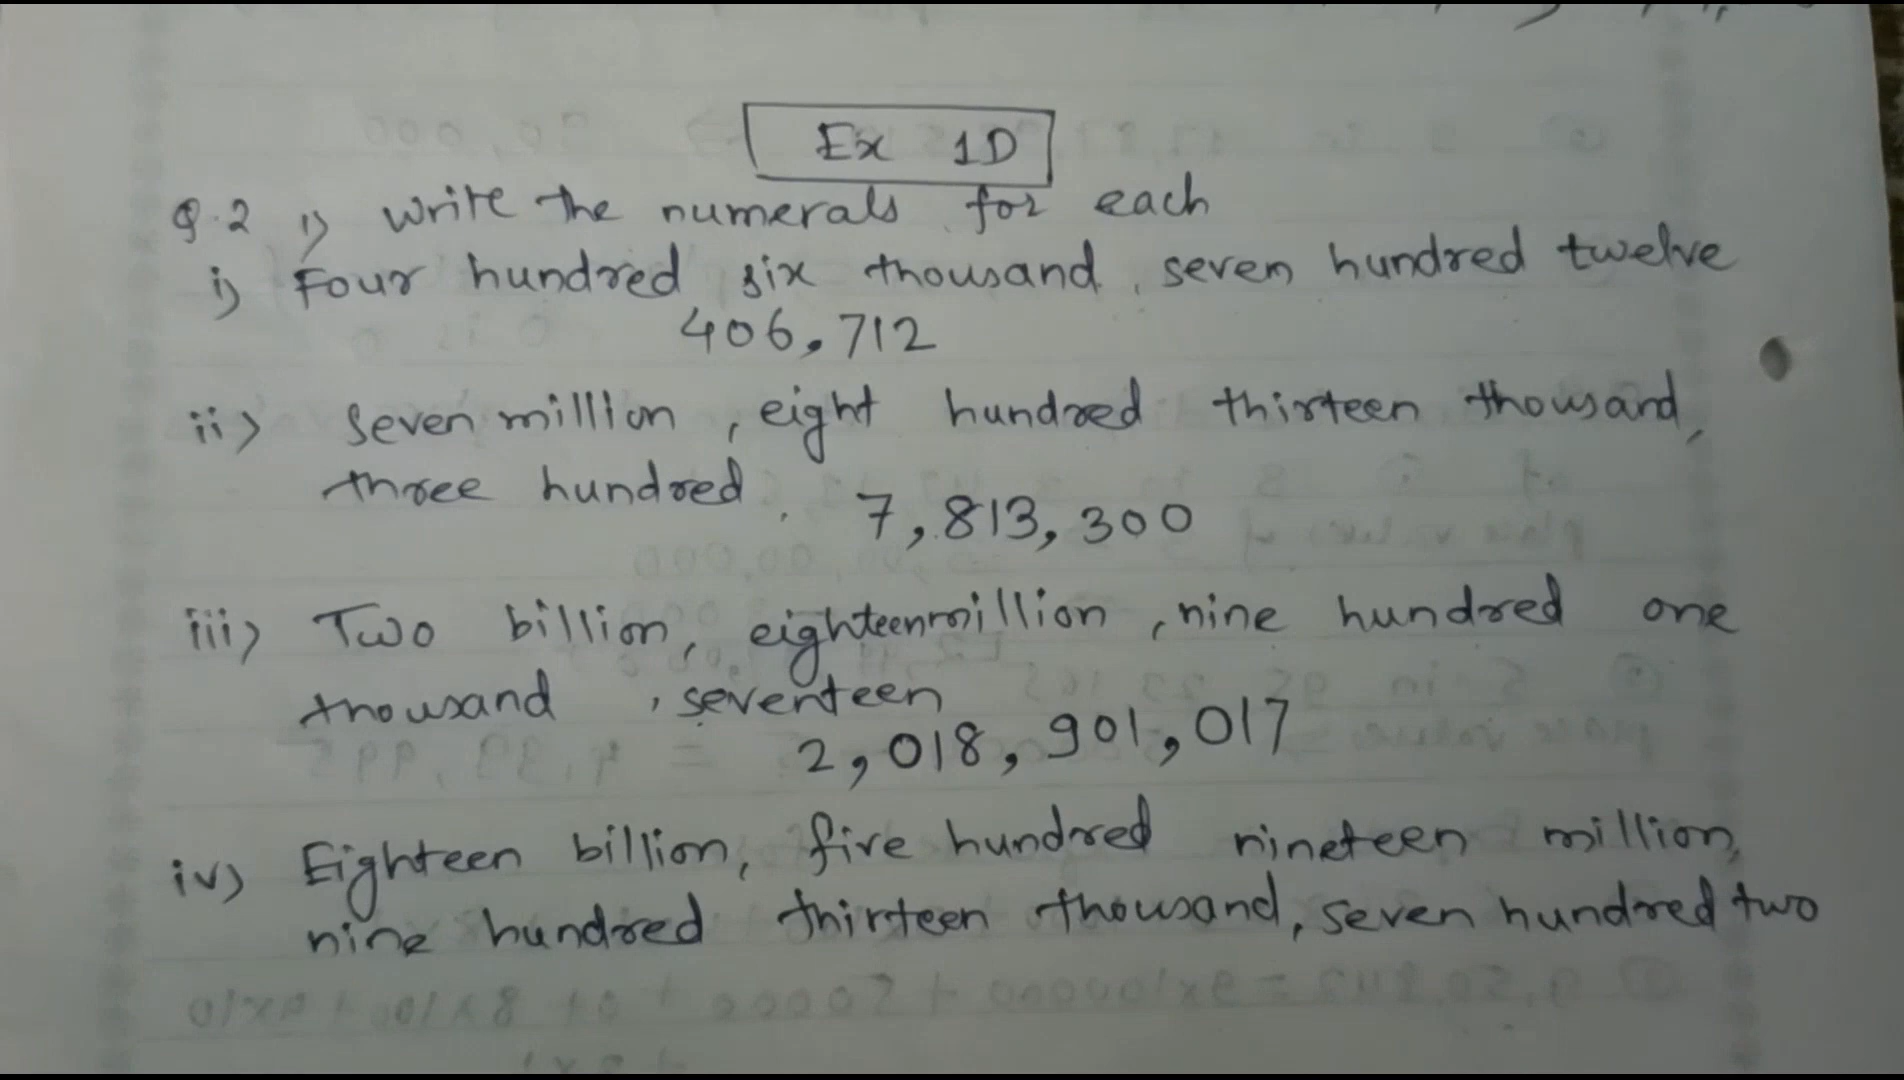 Ex 1D
Q.2 1) Write the numerals for each
i) Four hundred six thousand, seven hundred twelve
406,712
ii) Seven million, eight hundred thirteen thousand,
three hundred.
7,813,300
iii) Two billion, eighteen million, nine hundred one
thousand, seventeen
2,018,901,017
iv) Eighteen billion, five hundred nineteen million,
nine hundred thirteen thousand, seven hundred two